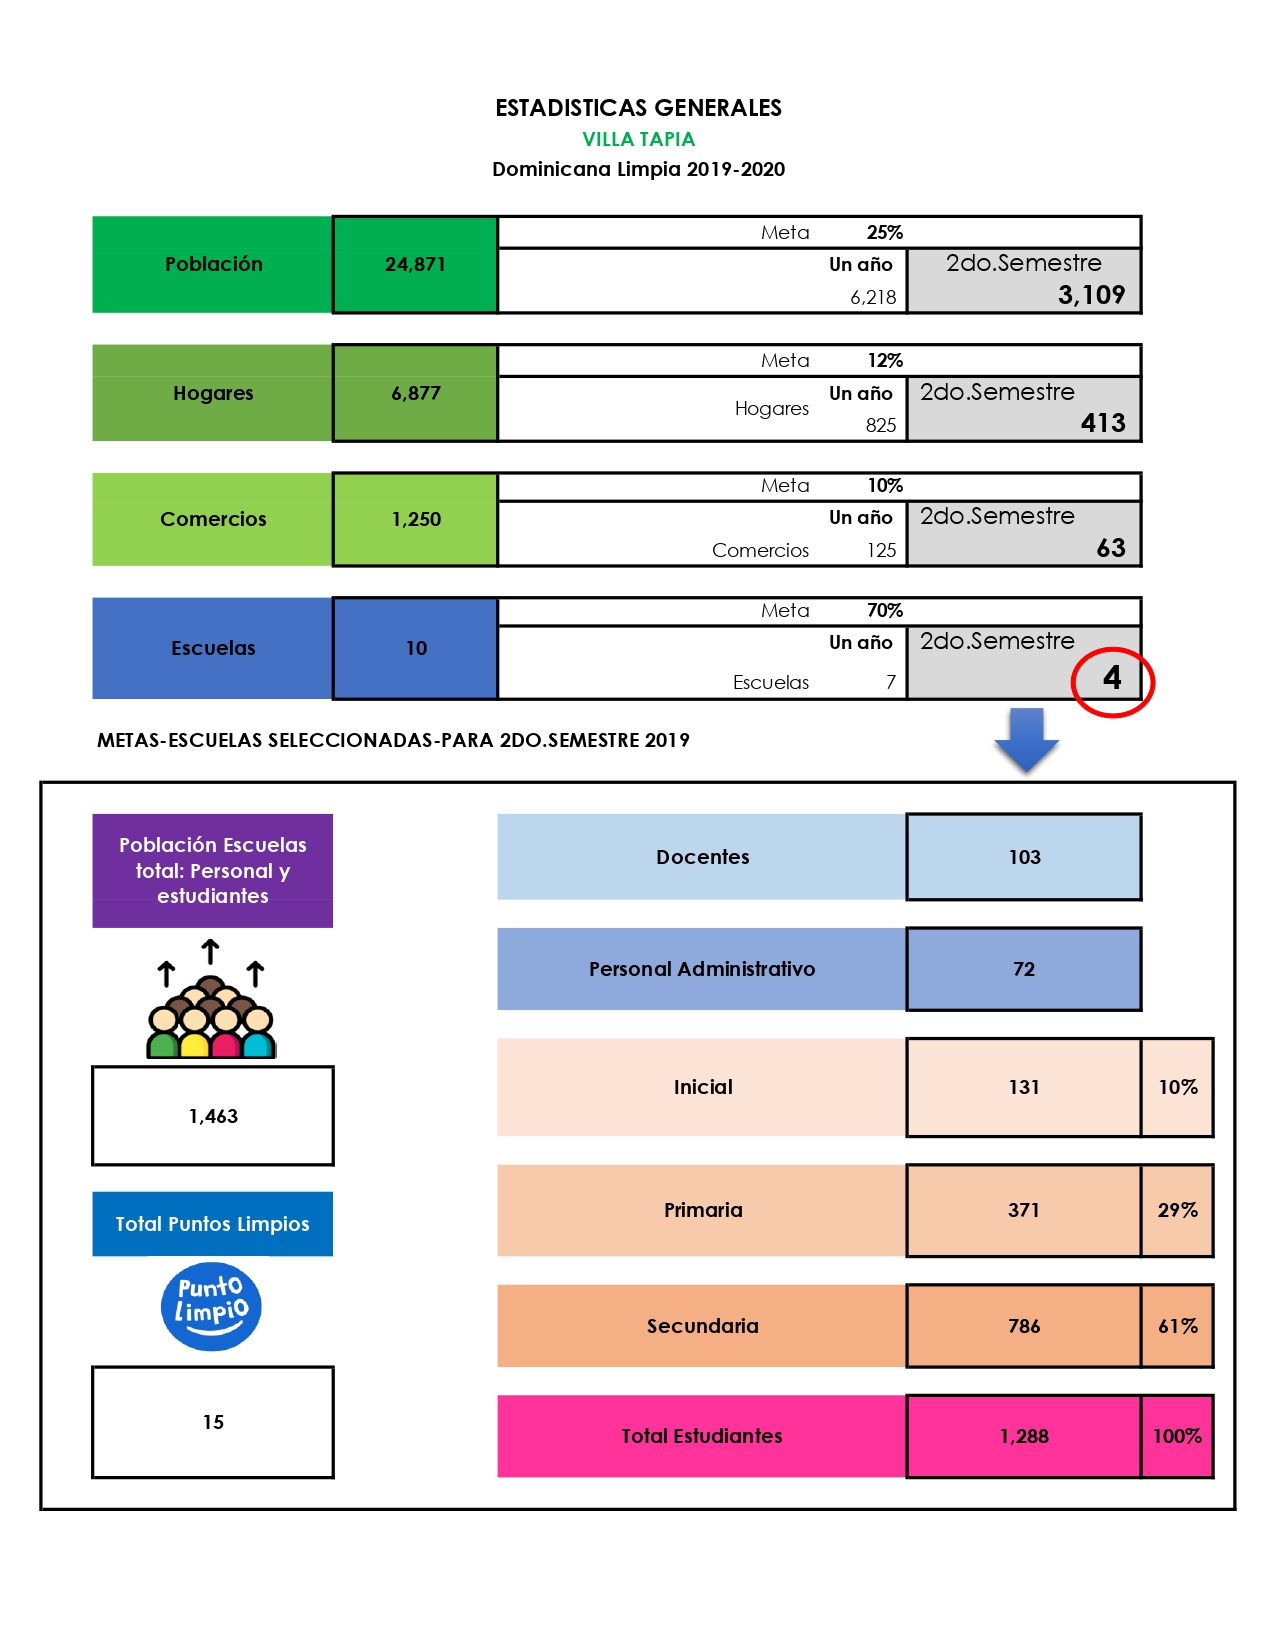 ESTADISTICAS GENERALES
VILLA TAPIA
Dominicana Limpia 2019-2020
Meta 25%
Población 24,871 Un año 2do.Semestre
6,218 3,109
Meta 12%
Hogares 6,877 Un año 2do.Semestre
Hogares 825 413
Meta 10%
Comercios 1,250 Un año 2do.Semestre
Comercios 125 63
Meta 70%
Escuelas 10 Un año 2do.Semestre
Escuelas 7 4
METAS-ESCUELAS SELECCIONADAS-PARA 2DO.SEMESTRE 2019
Población Escuelas
total: Personal y
estudiantes
1,463
Total Puntos Limpios
Punto
Limpio
15
Docentes 103
Personal Administrativo 72
Inicial 131 10%
Primaria 371 29%
Secundaria 786 61%
Total Estudiantes 1,288 100%